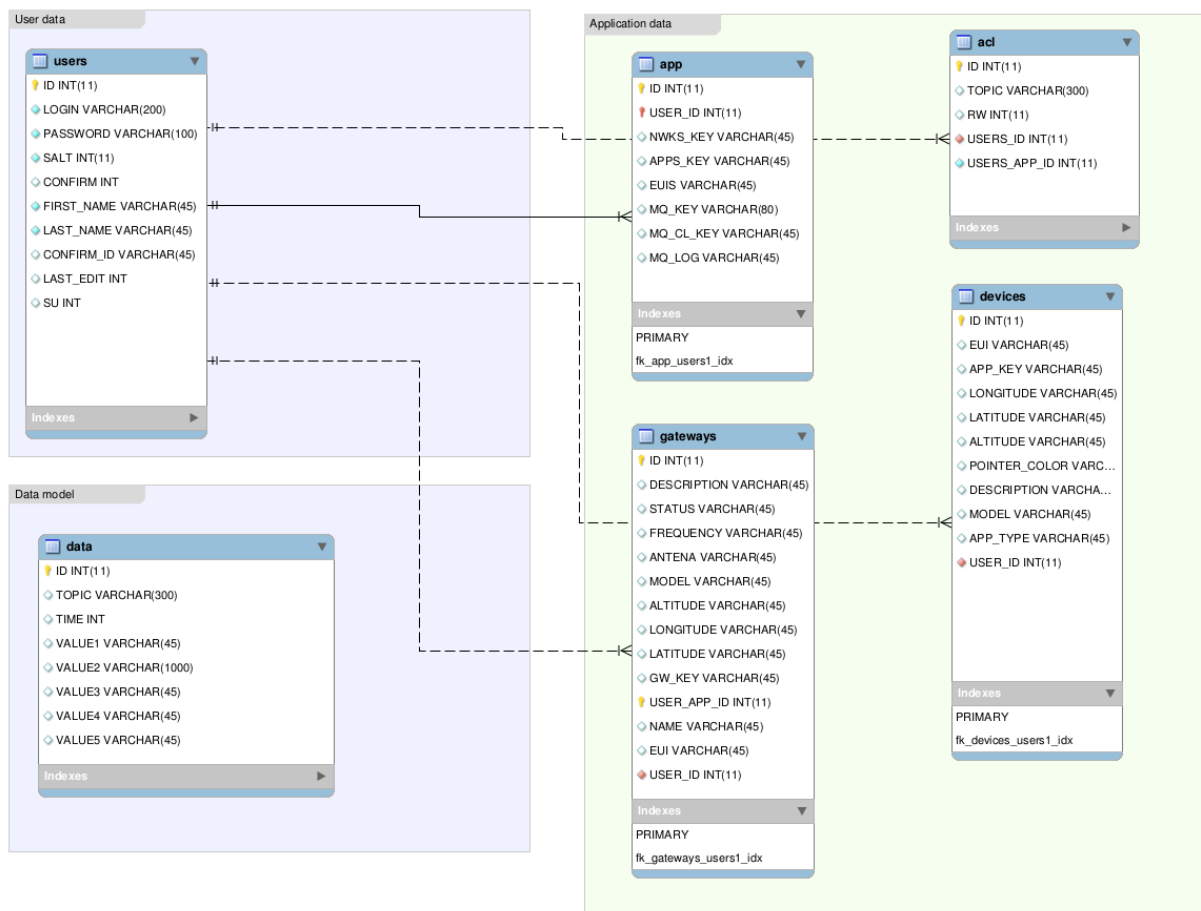 User data
users
ID INT(11)
LOGIN VARCHAR(200)
PASSWORD VARCHAR(100)
SALT INT(11)
CONFIRM INT
FIRST_NAME VARCHAR(45)
LAST_NAME VARCHAR(45)
CONFIRM_ID VARCHAR(45)
LAST_EDIT INT
SU INT
Indexes
Data model
data
ID INT(11)
TOPIC VARCHAR(300)
TIME INT
VALUE1 VARCHAR(45)
VALUE2 VARCHAR(1000)
VALUE3 VARCHAR(45)
VALUE4 VARCHAR(45)
VALUE5 VARCHAR(45)
Indexes
Application data
app
ID INT(11)
USER_ID INT(11)
NWKS_KEY VARCHAR(45)
APPS_KEY VARCHAR(45)
EUIS VARCHAR(45)
MQ_KEY VARCHAR(80)
MQ_CL_KEY VARCHAR(45)
MQ_LOG VARCHAR(45)
Indexes
PRIMARY
fk_app_users1_idx
gateways
ID INT(11)
DESCRIPTION VARCHAR(45)
STATUS VARCHAR(45)
FREQUENCY VARCHAR(45)
ANTENA VARCHAR(45)
MODEL VARCHAR(45)
ALTITUDE VARCHAR(45)
LONGITUDE VARCHAR(45)
LATITUDE VARCHAR(45)
GW_KEY VARCHAR(45)
USER_APP_ID INT(11)
NAME VARCHAR(45)
EUI VARCHAR(45)
USER_ID INT(11)
Indexes
PRIMARY
fk_gateways_users1_idx
acl
ID INT(11)
TOPIC VARCHAR(300)
RW INT(11)
USERS_ID INT(11)
USERS_APP_ID INT(11)
Indexes
devices
ID INT(11)
EUI VARCHAR(45)
APP_KEY VARCHAR(45)
LONGITUDE VARCHAR(45)
LATITUDE VARCHAR(45)
ALTITUDE VARCHAR(45)
POINTER_COLOR VARC...
DESCRIPTION VARCHA...
MODEL VARCHAR(45)
APP_TYPE VARCHAR(45)
USER_ID INT(11)
Indexes
PRIMARY
fk_devices_users1_idx